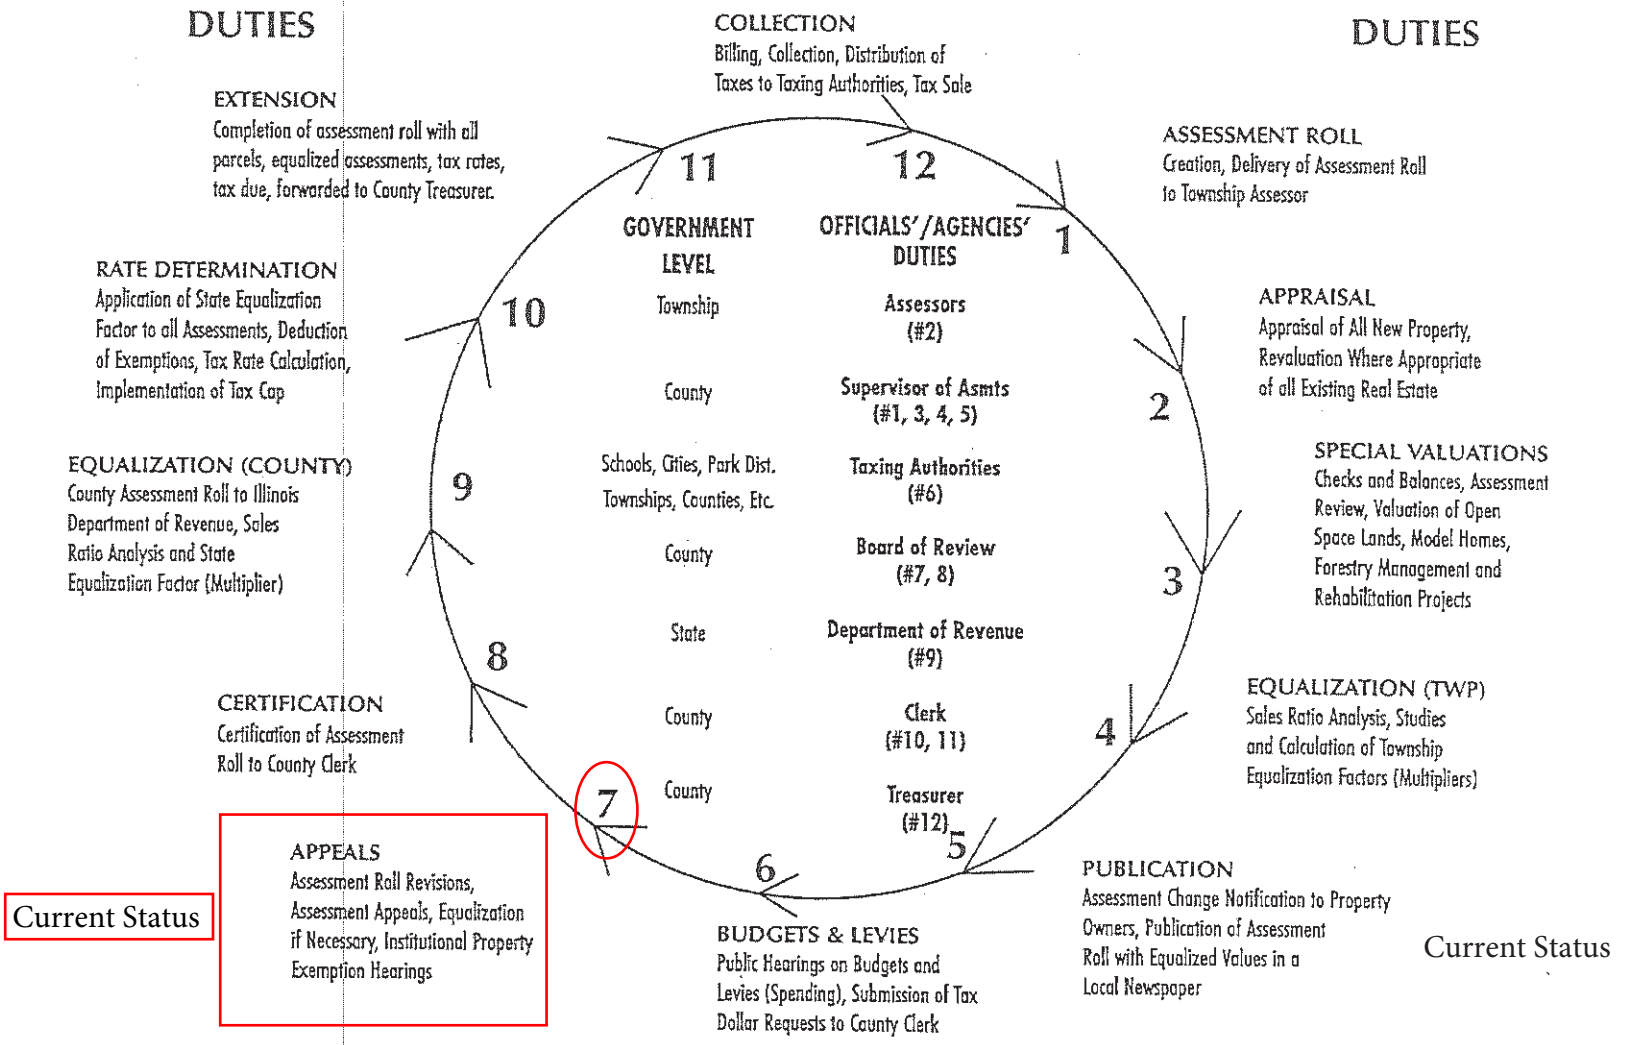 DUTIES
DUTIES
COLLECTION
Billing, Collection, Distribution of
Taxes to Taxing Authorities, Tax Sale
EXTENSION
Completion of assessment roll with all
parcels, equalized assessments, tax rates,
tax due, forwarded to County Treasurer.
ASSESSMENT ROLL
Creation, Delivery of Assessment Roll
to Township Assessor
11
12
1
GOVERNMENT
LEVEL
OFFICIALS'/AGENCIES'
DUTIES
RATE DETERMINATION
Application of State Equalization
Factor to all Assessments, Deduction
of Exemptions, Tax Rate Calculation,
Implementation of Tax Cap
10
Township
Assessors
(#2)
APPRAISAL
Appraisal of All New Property,
Revaluation Where Appropriate
of all Existing Real Estate
County
Supervisor of Asmts
(#1, 3, 4, 5)
2
EQUALIZATION (COUNTY)
County Assessment Roll to Illinois
Department of Revenue, Sales
Ratio Analysis and State
Equalization Factor (Multiplier)
9
Schools, Cities, Park Dist.
Townships, Counties, Etc.
Taxing Authorities
(#6)
SPECIAL VALUATIONS
Checks and Balances, Assessment
Review, Valuation of Open
Space Lands, Model Homes,
Forestry Management and
Rehabilitation Projects
County
Board of Review
(#7, 8)
3
State
Department of Revenue
(#9)
8
CERTIFICATION
Certification of Assessment
Roll to County Clerk
County
Clerk
(#10, 11)
4
EQUALIZATION (TWP)
Sales Ratio Analysis, Studies
and Calculation of Township
Equalization Factors (Multipliers)
7
County
Treasurer
(#12)
5
6
APPEALS
Assessment Roll Revisions,
Assessment Appeals, Equalization
if Necessary, Institutional Property
Exemption Hearings
Current Status
BUDGETS & LEVIES
Public Hearings on Budgets and
Levies (Spending), Submission of Tax
Dollar Requests to County Clerk
PUBLICATION
Assessment Change Notification to Property
Owners, Publication of Assessment
Roll with Equalized Values in a
Local Newspaper
Current Status